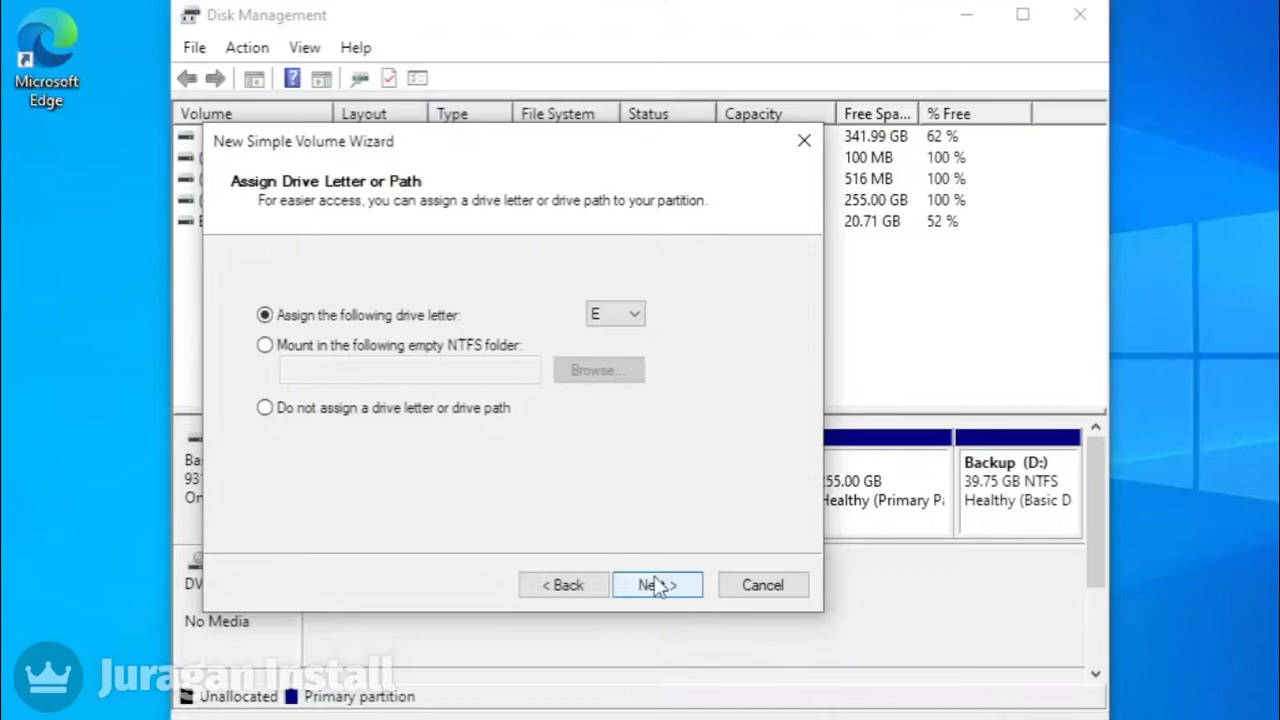 Disk Management
File Action View Help
Microsoft
Edge
Volume Layout Type File System Status Capacity Free Spa... % Free
341.99 GB 62 %
100 MB 100 %
516 MB 100 %
255.00 GB 100 %
20.71 GB 52 %
New Simple Volume Wizard
Assign Drive Letter or Path
For easier access, you can assign a drive letter or drive path to your partition.
Assign the following drive letter: E
Mount in the following empty NTFS folder:
Browse...
Do not assign a drive letter or drive path
< Back Next > Cancel
Backup (D:)
55.00 GB 39.75 GB NTFS
Healthy (Primary Pa Healthy (Basic D
Ba
931
On
DV
No Media
Juragan Install
Unallocated Primary partition